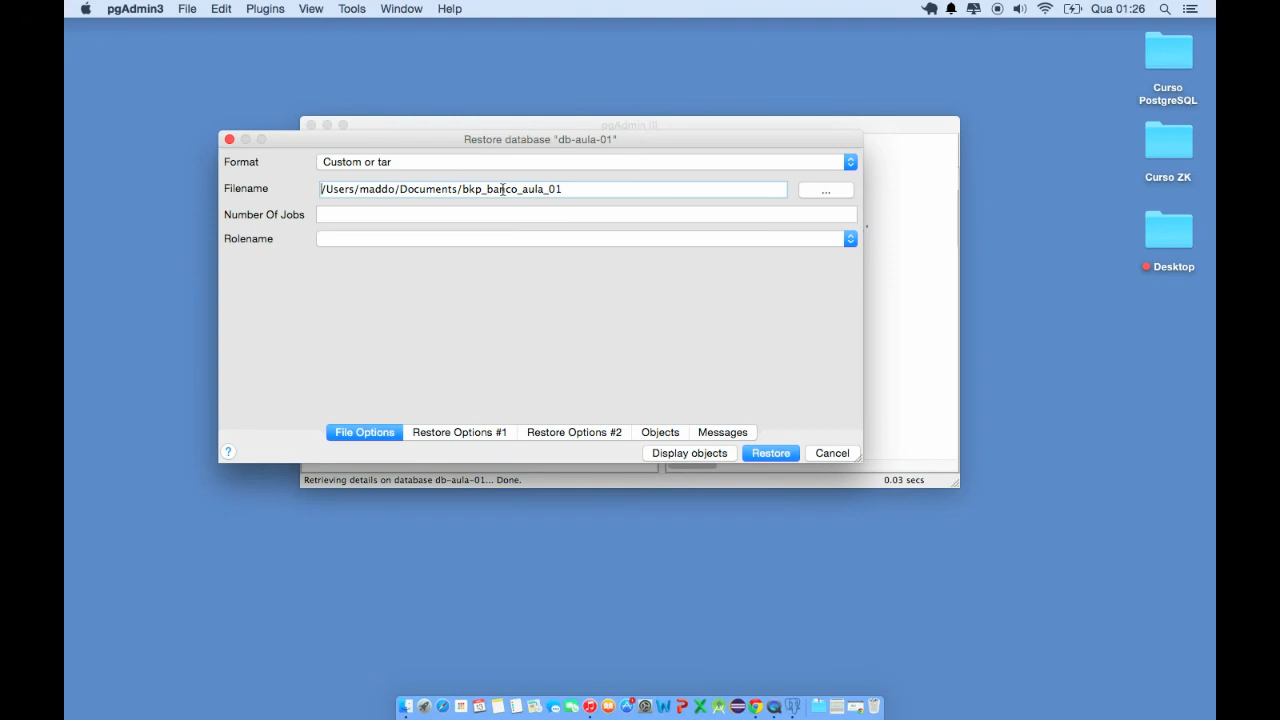 pgAdmin3 File Edit Plugins View Tools Window Help Qua 01:26
Curso
PostgreSQL
Curso ZK
Desktop
pgAdmin III
Restore database "db-aula-01"
Format Custom or tar
Filename /Users/maddo/Documents/bkp_banco_aula_01 ...
Number Of Jobs
Rolename
File Options Restore Options #1 Restore Options #2 Objects Messages
? Display objects Restore Cancel
Retrieving details on database db-aula-01... Done. 0.03 secs